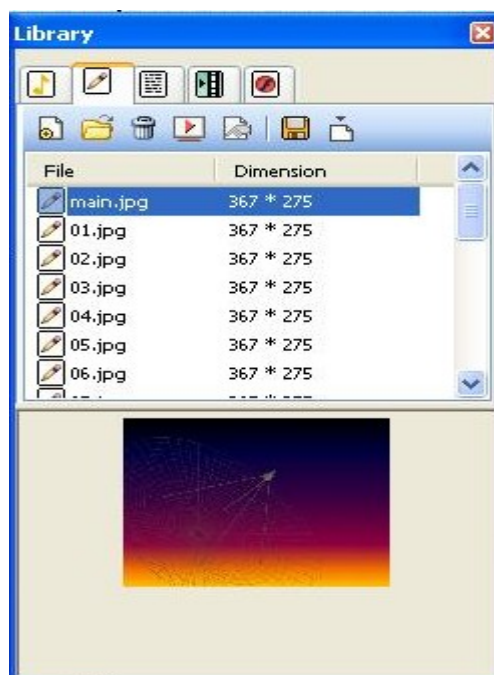 Library
File Dimension
main.jpg 367 * 275
01.jpg 367 * 275
02.jpg 367 * 275
03.jpg 367 * 275
04.jpg 367 * 275
05.jpg 367 * 275
06.jpg 367 * 275